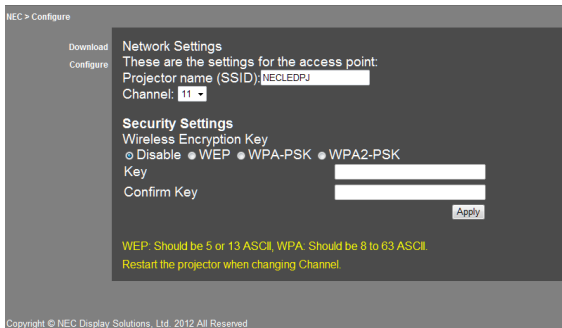 NEC > Configure
Download
Configure
Network Settings
These are the settings for the access point:
Projector name (SSID): NECLEDPJ
Channel: 11
Security Settings
Wireless Encryption Key
Disable WEP WPA-PSK WPA2-PSK
Key
Confirm Key
Apply
WEP: Should be 5 or 13 ASCII, WPA: Should be 8 to 63 ASCII.
Restart the projector when changing Channel.
Copyright © NEC Display Solutions, Ltd. 2012 All Reserved